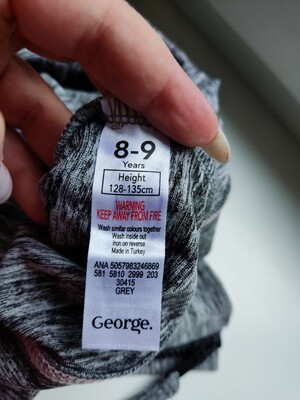 8-9
Years
Height
128-135cm
WARNING
KEEP AWAY FROM FIRE
Wash similar colours together
Wash inside out
Iron on reverse
Made in Turkey
ANA 5057983246669
581 5810 2999 203
30415
GREY
George.